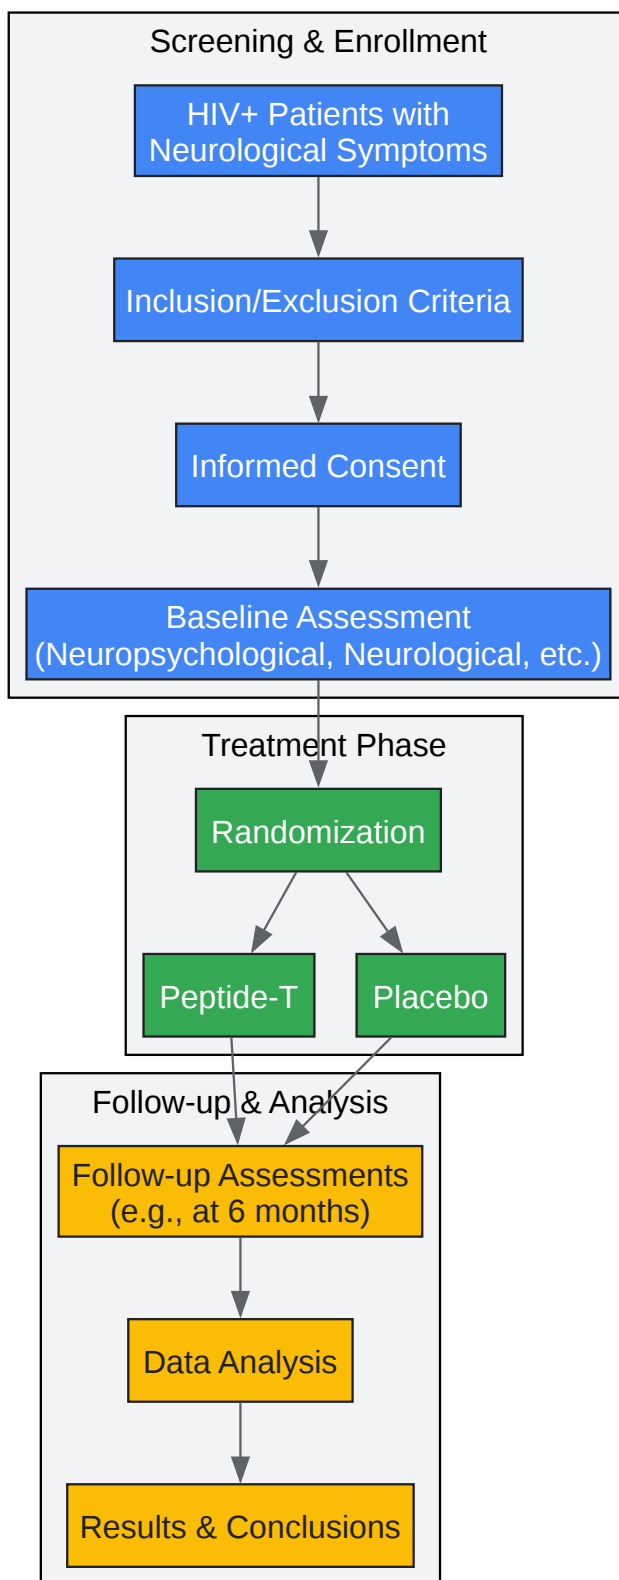 Screening & Enrollment
HIV+ Patients with
Neurological Symptoms
Inclusion/Exclusion Criteria
Informed Consent
Baseline Assessment
(Neuropsychological, Neurological, etc.)
Treatment Phase
Randomization
Peptide-T
Placebo
Follow-up & Analysis
Follow-up Assessments
(e.g., at 6 months)
Data Analysis
Results & Conclusions